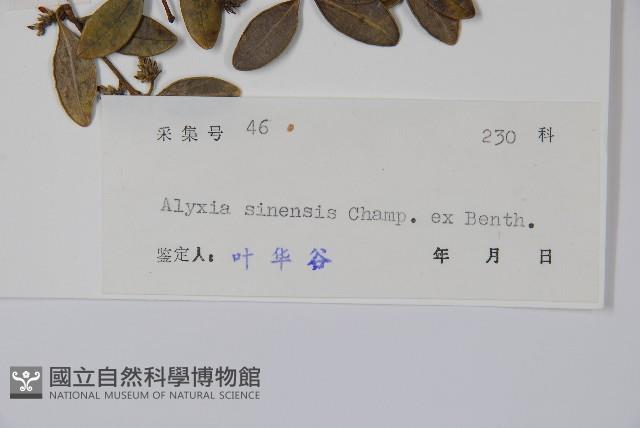 采集号 46 230 科
Alyxia sinensis Champ. ex Benth.
鉴定人: 叶华谷 年 月 日
國立自然科學博物館
NATIONAL MUSEUM OF NATURAL SCIENCE